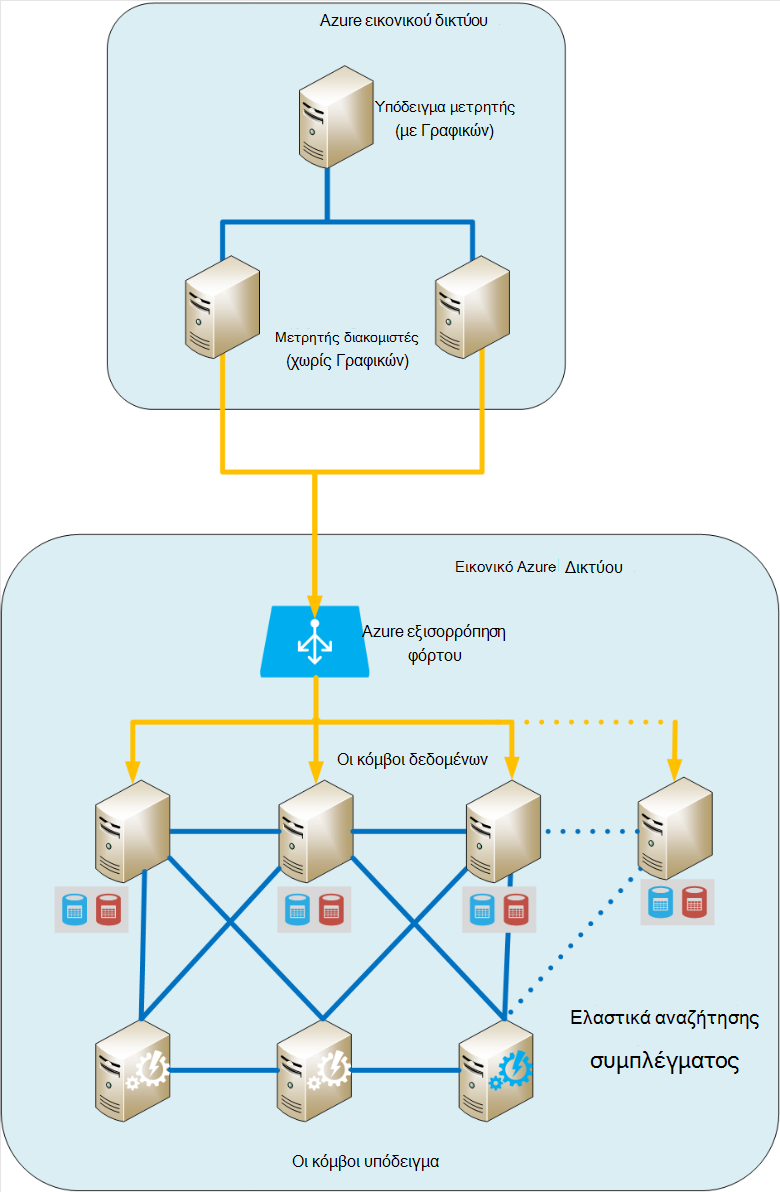 Azure εικονικού δικτύου
Υπόδειγμα μετρητής
(με Γραφικών)
Μετρητής διακομιστές
(χωρίς Γραφικών)
Εικονικό Azure Δικτύου
Azure εξισορρόπηση
φόρτου
Οι κόμβοι δεδομένων
Ελαστικά αναζήτησης
συμπλέγματος
Οι κόμβοι υπόδειγμα